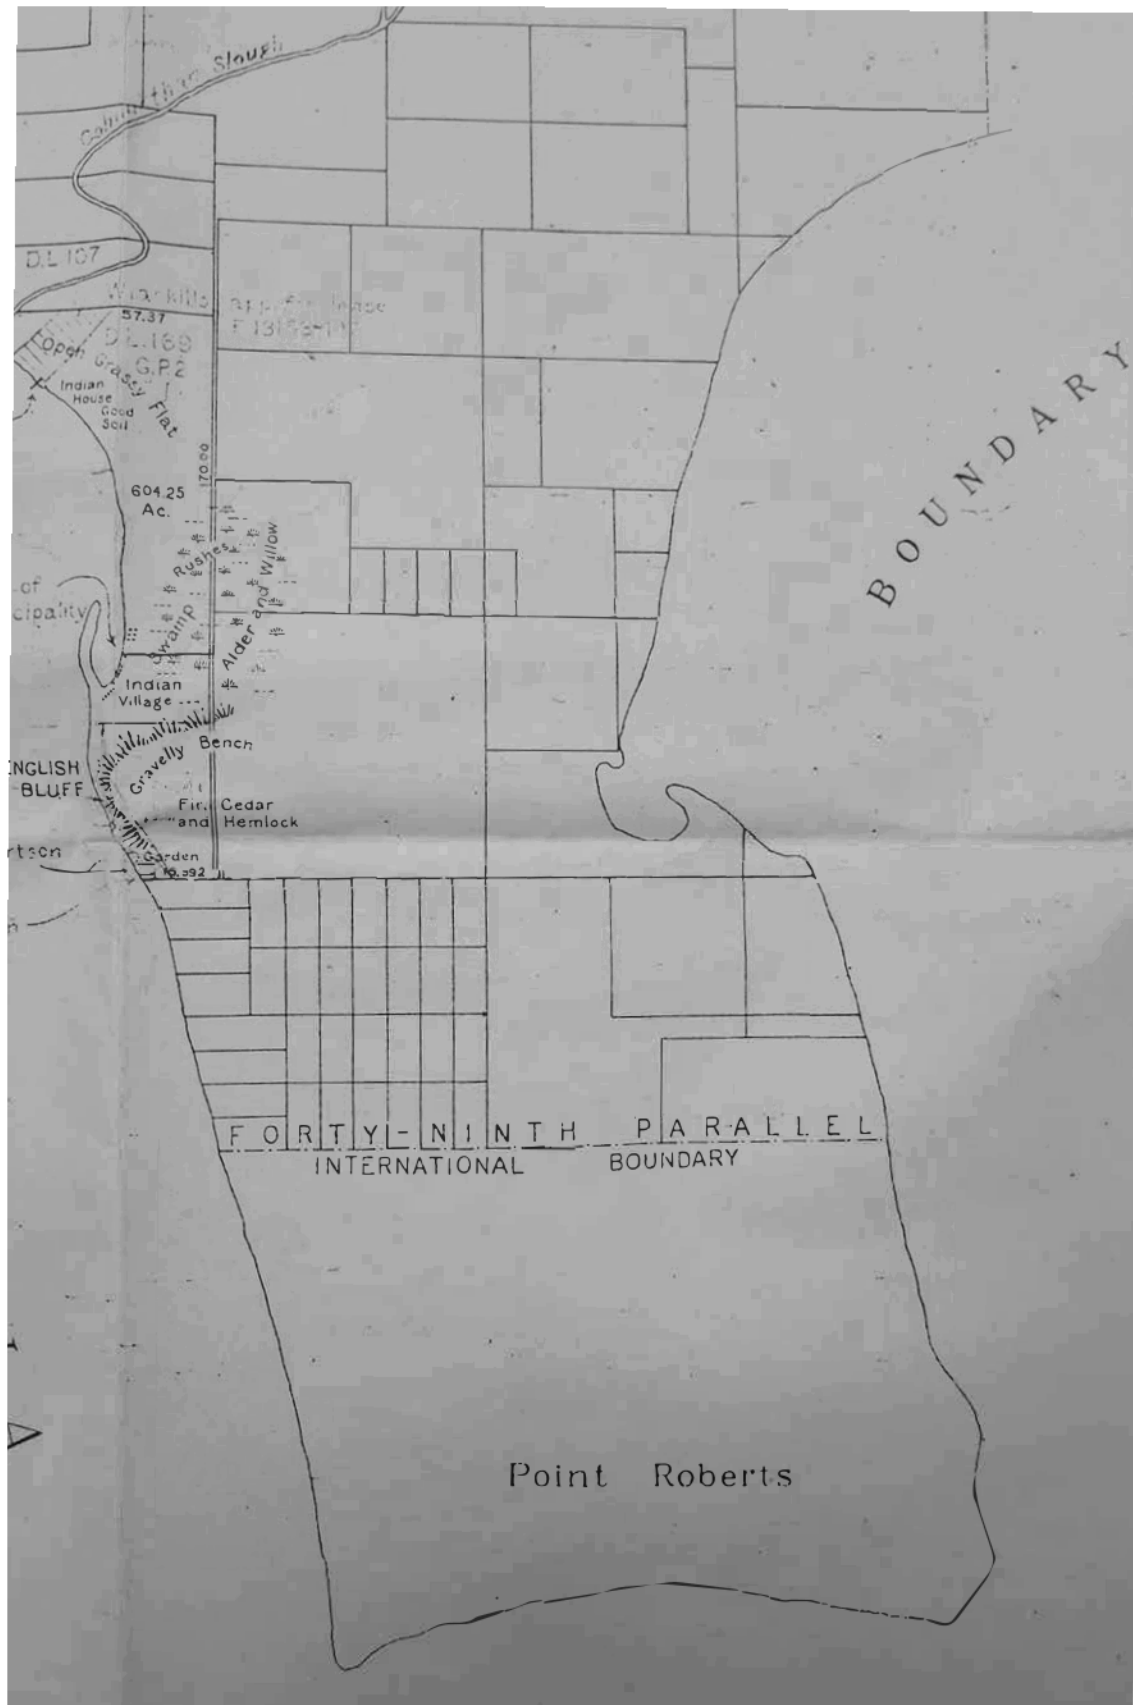 Slough
D.L.107
57.37
D.L.169
G.P.2
Open Grassy Flat
Indian
House
Good
Soil
170.00
604.25
Ac.
BOUNDARY
Rushes
Swamp
Alder and Willow
of
cipality
Indian
Village
Bench
Gravelly
ENGLISH
BLUFF
Fir, Cedar
and Hemlock
rtson
Garden
FORTY-NINTH PARALLEL
INTERNATIONAL BOUNDARY
Point Roberts